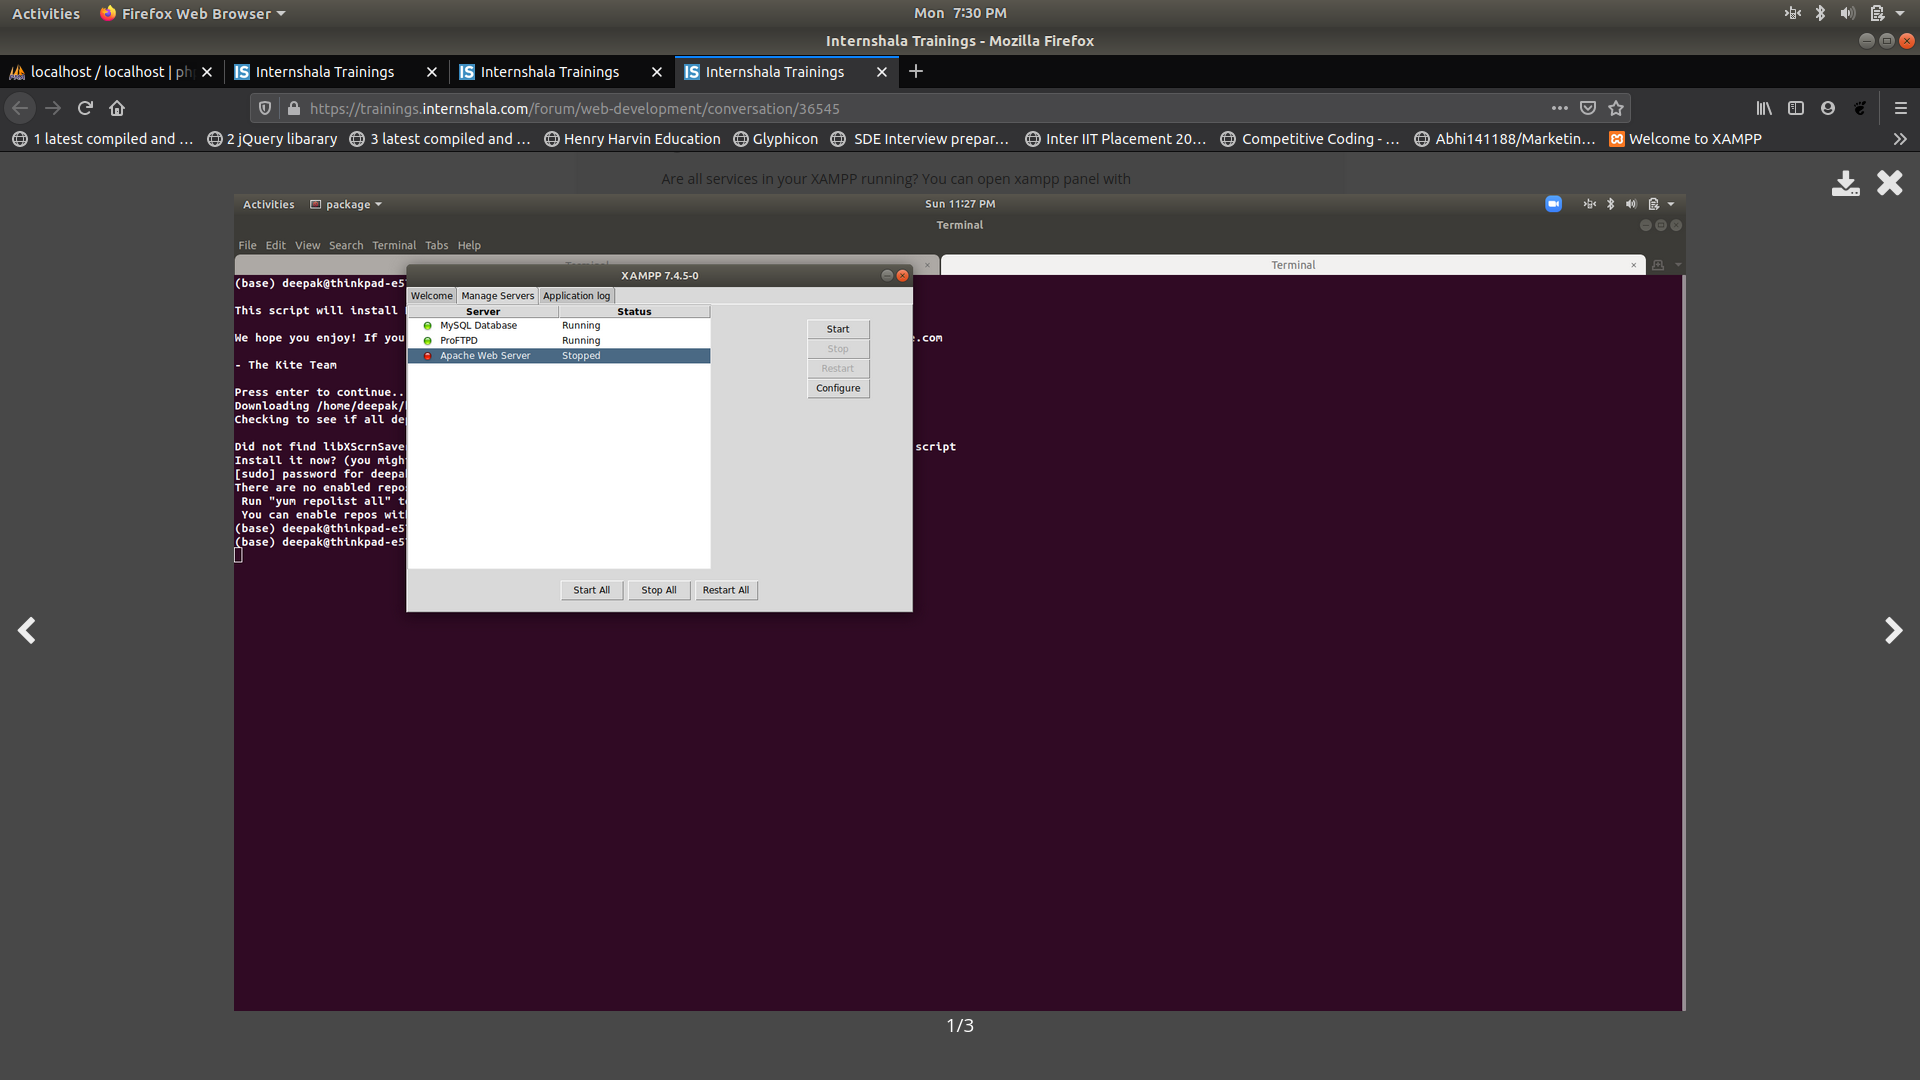 Activities Firefox Web Browser Mon 7:30 PM
Internshala Trainings - Mozilla Firefox
localhost / localhost | ph Internshala Trainings Internshala Trainings Internshala Trainings
https://trainings.internshala.com/forum/web-development/conversation/36545
1 latest compiled and ... 2 jQuery libarary 3 latest compiled and ... Henry Harvin Education Glyphicon SDE Interview prepar... Inter IIT Placement 20... Competitive Coding - ... Abhi141188/Marketin... Welcome to XAMPP
Are all services in your XAMPP running? You can open xampp panel with
Activities package Sun 11:27 PM
Terminal
File Edit View Search Terminal Tabs Help
Terminal Terminal
XAMPP 7.4.5-0
(base) deepak@thinkpad-e5
Welcome Manage Servers Application log
Server Status
This script will install
MySQL Database Running Start
We hope you enjoy! If you .com
ProFTPD Running Stop
Apache Web Server Stopped Restart
- The Kite Team
Configure
Press enter to continue..
Downloading /home/deepak/
Checking to see if all de
Did not find libXScrnSave script
Install it now? (you migh
[sudo] password for deepa
There are no enabled repo
Run "yum repolist all" t
You can enable repos wit
(base) deepak@thinkpad-e5
(base) deepak@thinkpad-e5
Start All Stop All Restart All
1/3